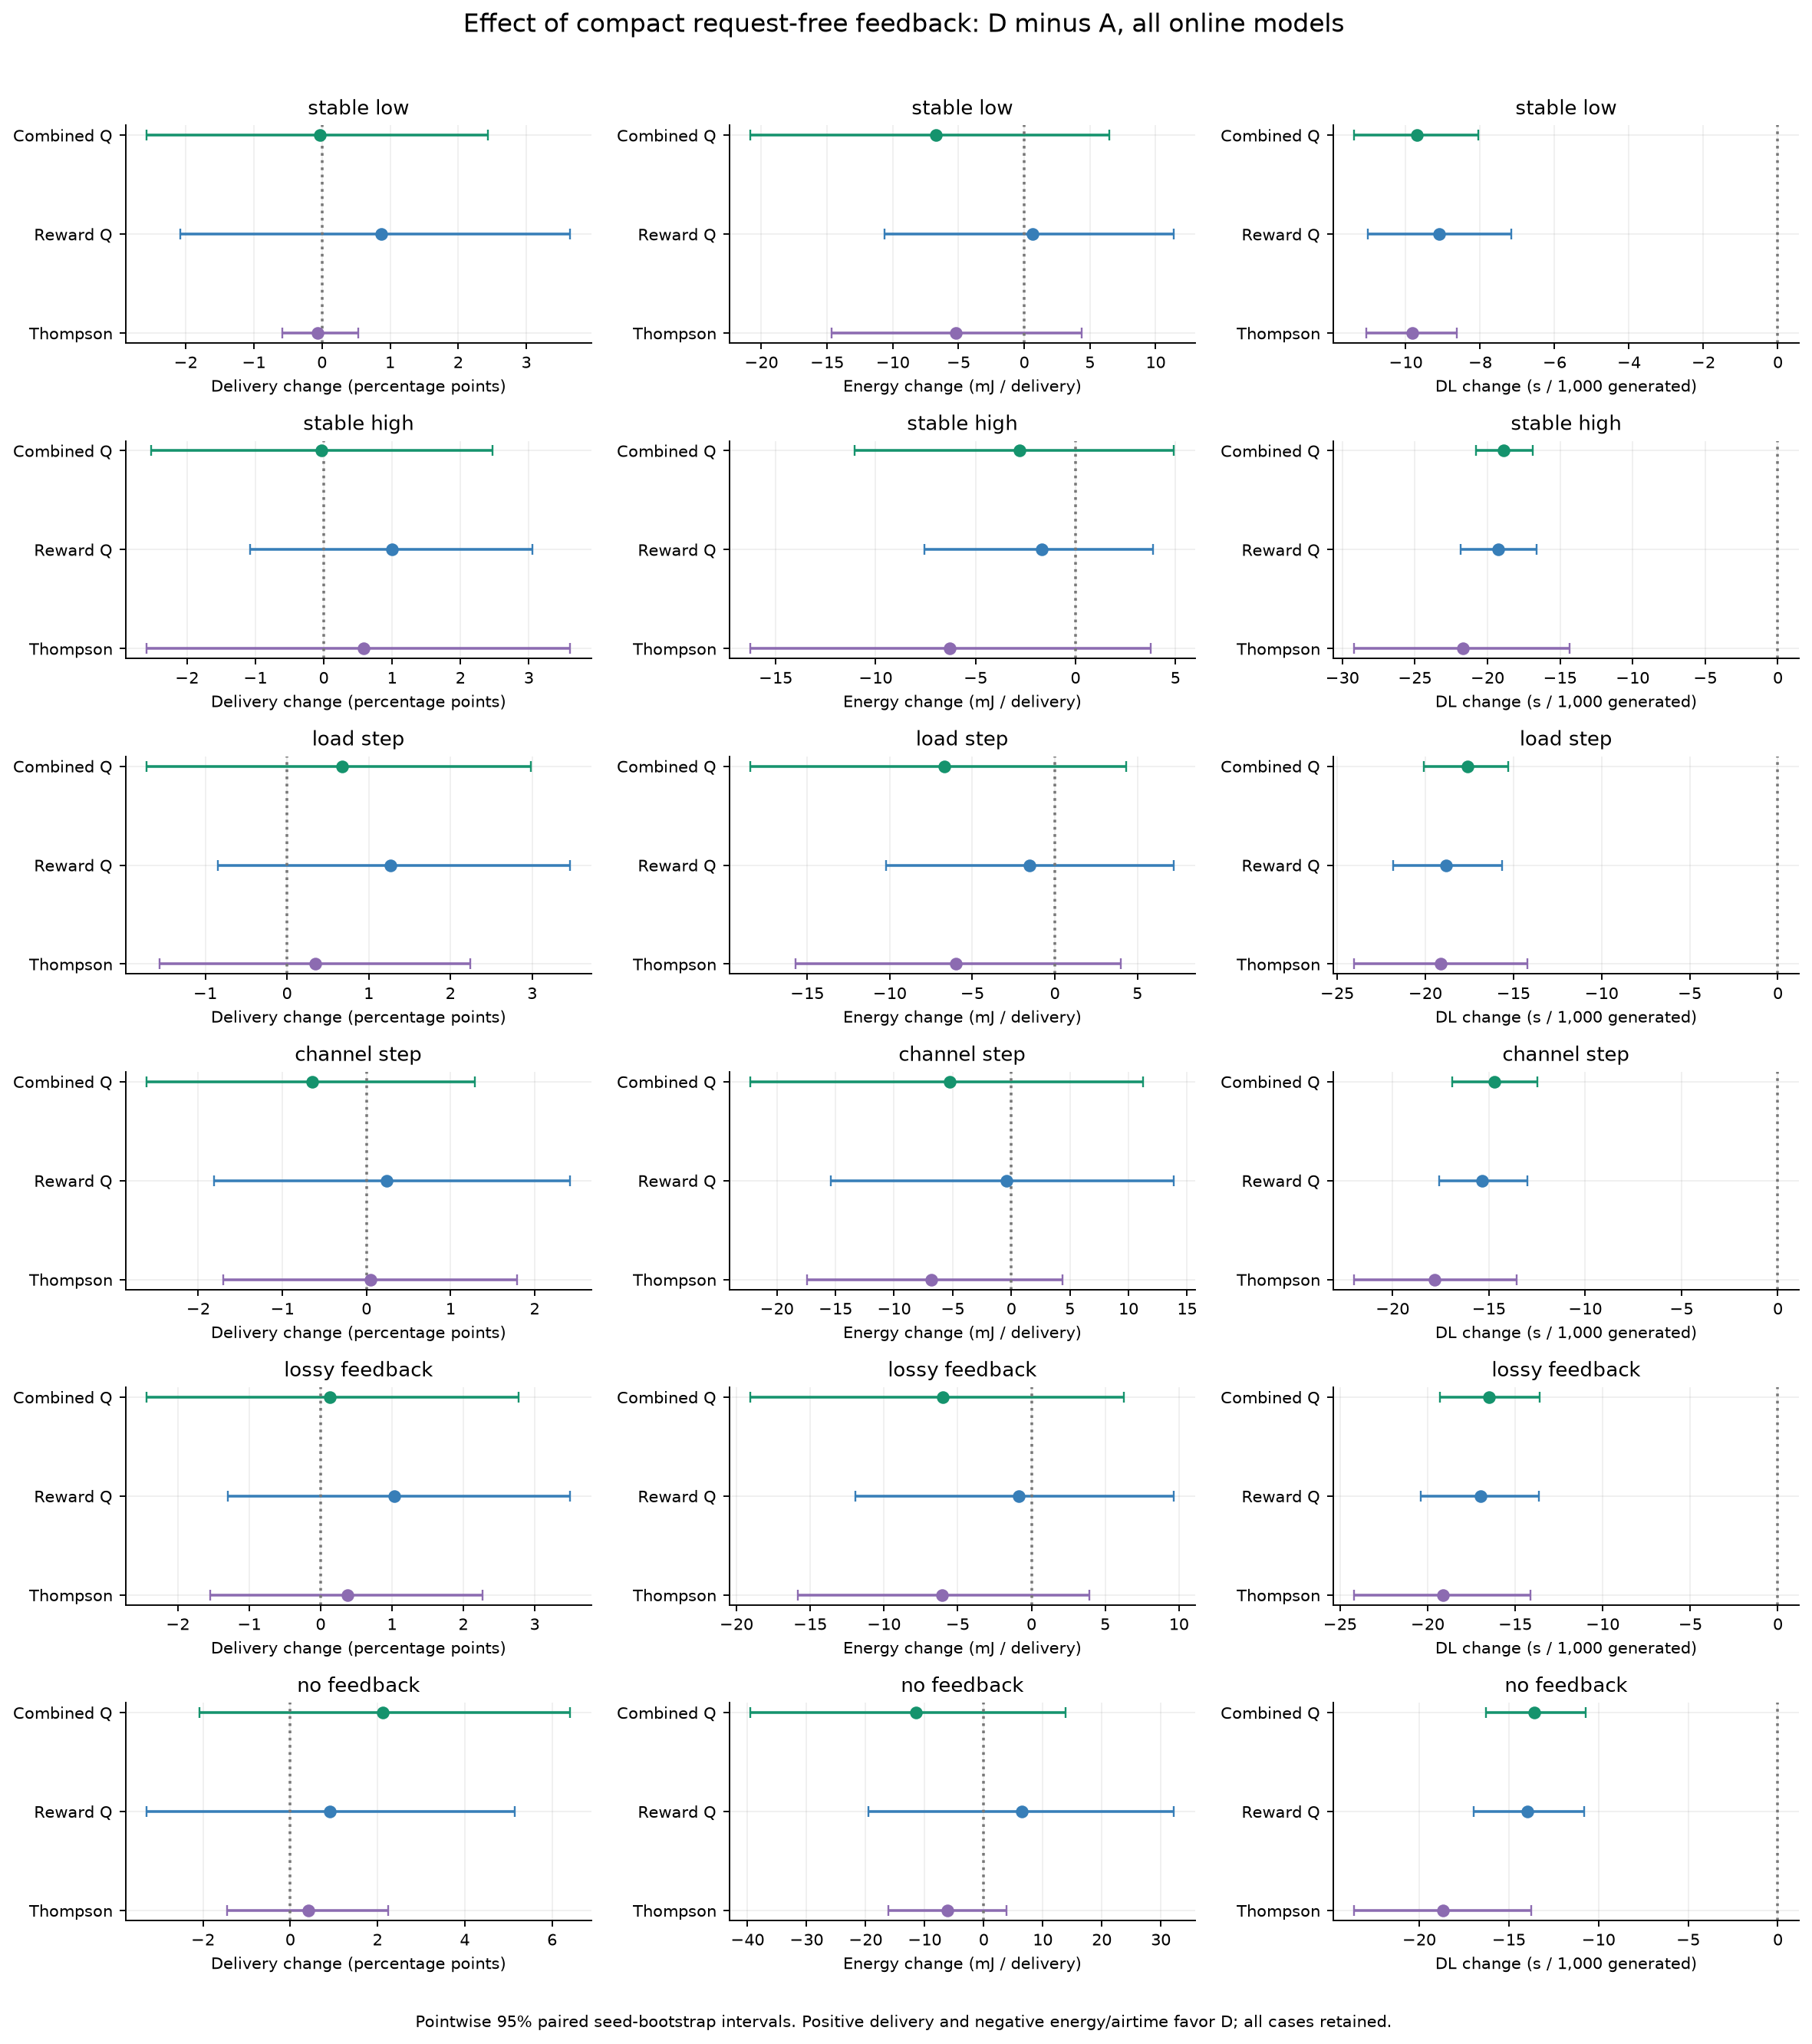 Effect of compact request-free feedback: D minus A, all online models
stable low
Combined Q
Reward Q
Thompson
−2 −1 0 1 2 3
Delivery change (percentage points)
stable low
Combined Q
Reward Q
Thompson
−20 −15 −10 −5 0 5 10
Energy change (mJ / delivery)
stable low
Combined Q
Reward Q
Thompson
−10 −8 −6 −4 −2 0
DL change (s / 1,000 generated)
stable high
Combined Q
Reward Q
Thompson
−2 −1 0 1 2 3
Delivery change (percentage points)
stable high
Combined Q
Reward Q
Thompson
−15 −10 −5 0 5
Energy change (mJ / delivery)
stable high
Combined Q
Reward Q
Thompson
−30 −25 −20 −15 −10 −5 0
DL change (s / 1,000 generated)
load step
Combined Q
Reward Q
Thompson
−1 0 1 2 3
Delivery change (percentage points)
load step
Combined Q
Reward Q
Thompson
−15 −10 −5 0 5
Energy change (mJ / delivery)
load step
Combined Q
Reward Q
Thompson
−25 −20 −15 −10 −5 0
DL change (s / 1,000 generated)
channel step
Combined Q
Reward Q
Thompson
−2 −1 0 1 2
Delivery change (percentage points)
channel step
Combined Q
Reward Q
Thompson
−20 −15 −10 −5 0 5 10 15
Energy change (mJ / delivery)
channel step
Combined Q
Reward Q
Thompson
−20 −15 −10 −5 0
DL change (s / 1,000 generated)
lossy feedback
Combined Q
Reward Q
Thompson
−2 −1 0 1 2 3
Delivery change (percentage points)
lossy feedback
Combined Q
Reward Q
Thompson
−20 −15 −10 −5 0 5 10
Energy change (mJ / delivery)
lossy feedback
Combined Q
Reward Q
Thompson
−25 −20 −15 −10 −5 0
DL change (s / 1,000 generated)
no feedback
Combined Q
Reward Q
Thompson
−2 0 2 4 6
Delivery change (percentage points)
no feedback
Combined Q
Reward Q
Thompson
−40 −30 −20 −10 0 10 20 30
Energy change (mJ / delivery)
no feedback
Combined Q
Reward Q
Thompson
−20 −15 −10 −5 0
DL change (s / 1,000 generated)
Pointwise 95% paired seed-bootstrap intervals. Positive delivery and negative energy/airtime favor D; all cases retained.